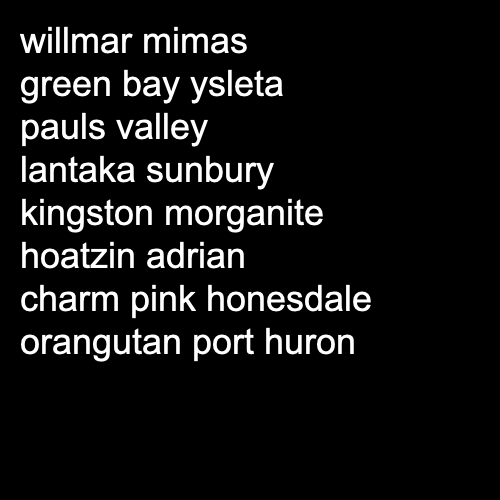 willmar mimas
green bay ysleta
pauls valley
lantaka sunbury
kingston morganite
hoatzin adrian
charm pink honesdale
orangutan port huron